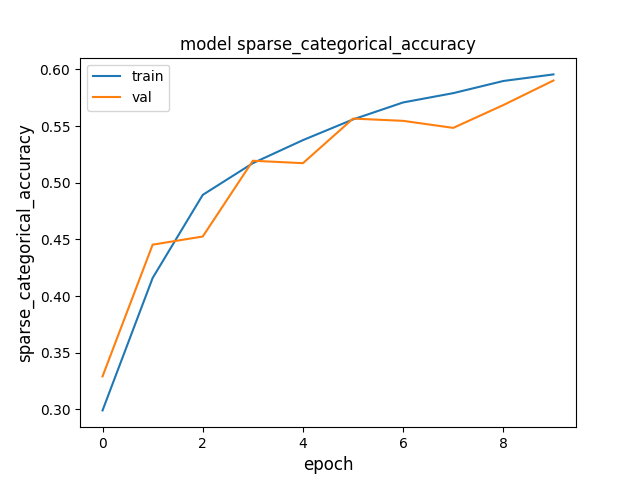 model sparse_categorical_accuracy
train
val
0.60
0.55
0.50
0.45
0.40
0.35
0.30
sparse_categorical_accuracy
0 2 4 6 8
epoch